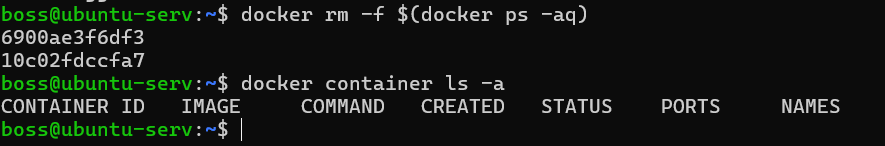 boss@ubuntu-serv:~$ docker rm -f $(docker ps -aq)
6900ae3f6df3
10c02fdccfa7
boss@ubuntu-serv:~$ docker container ls -a
CONTAINER ID   IMAGE     COMMAND   CREATED   STATUS    PORTS     NAMES
boss@ubuntu-serv:~$